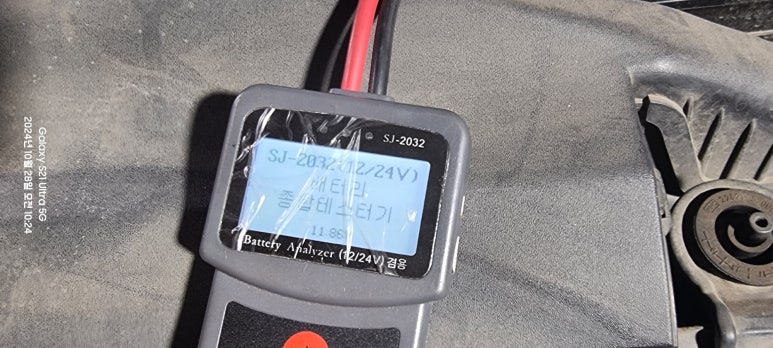 SJ-2032
SJ-2032(12/24V)
배터리
종합테스터기
Battery Analyzer (12/24V) 겸용
Galaxy S21 Ultra 5G
2024년 10월 28일 오전 10:24